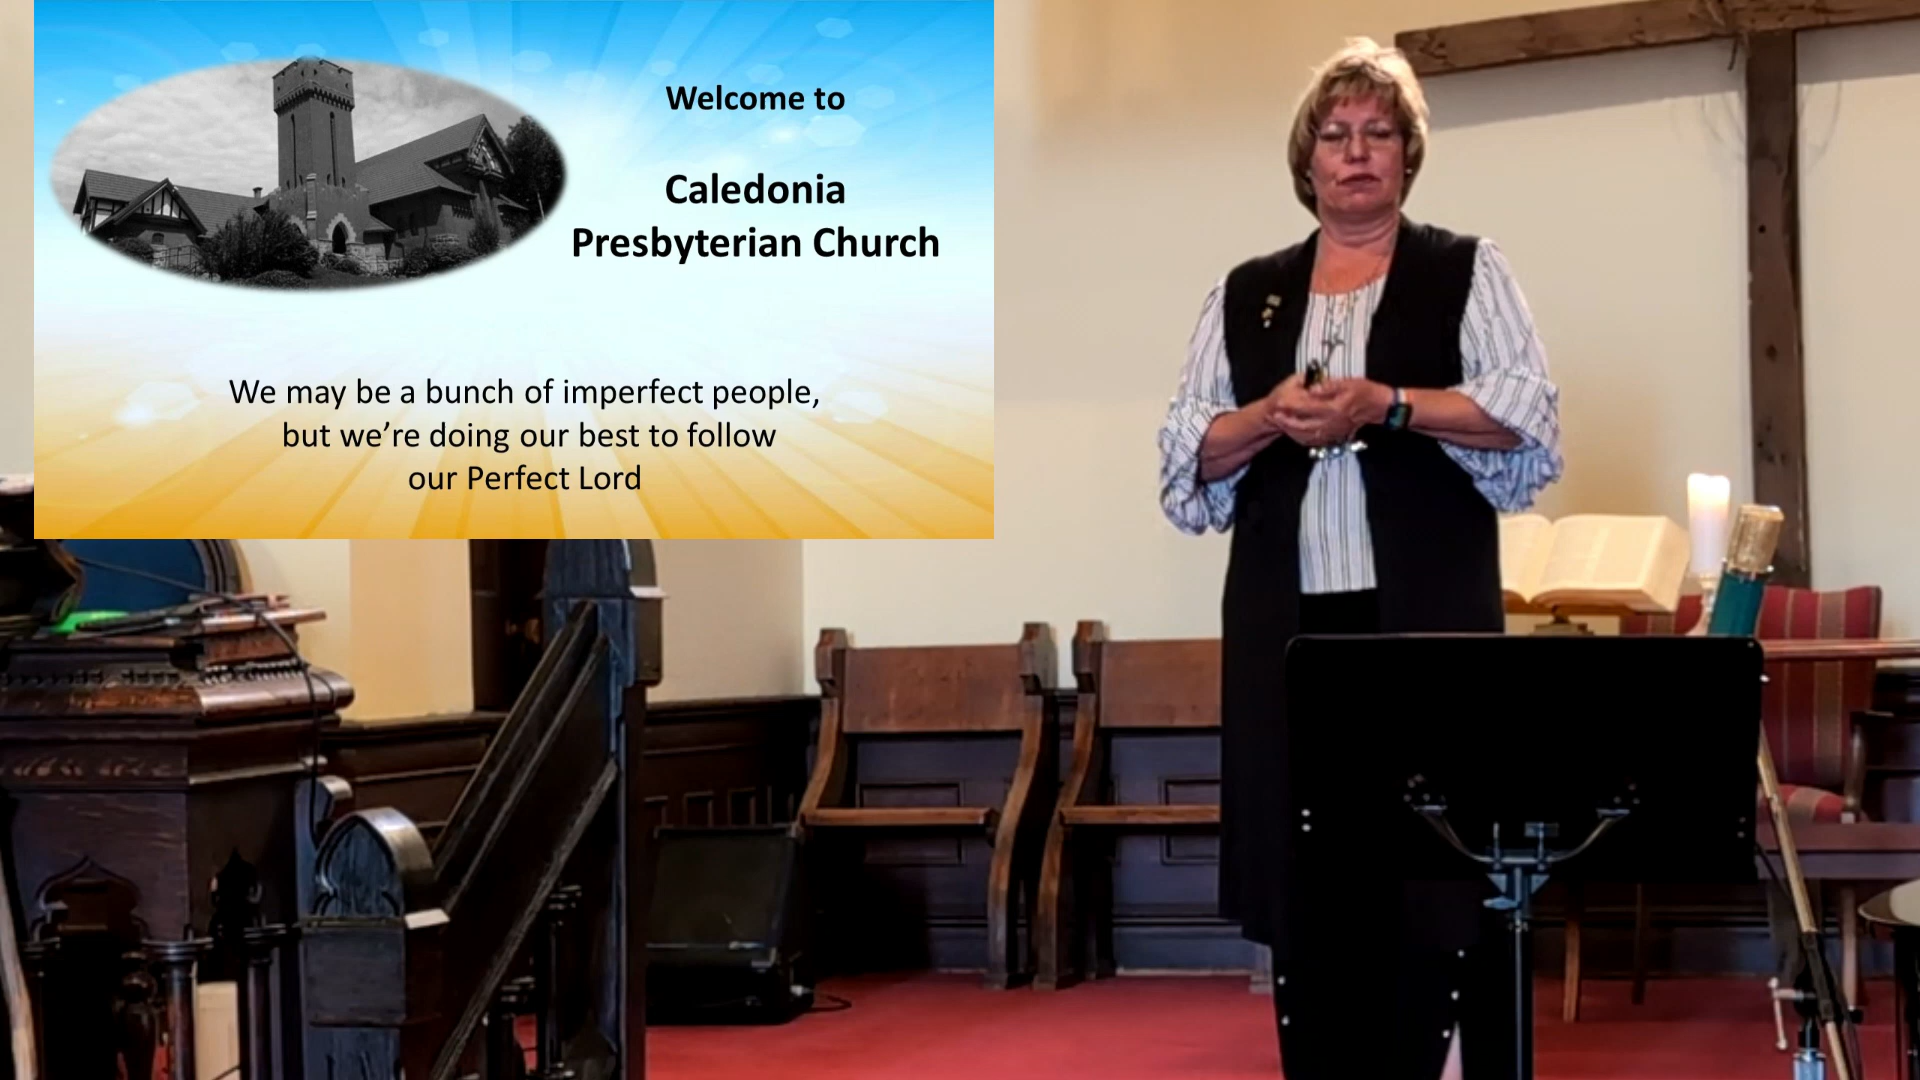 Welcome to
Caledonia
Presbyterian Church
We may be a bunch of imperfect people,
but we’re doing our best to follow
our Perfect Lord